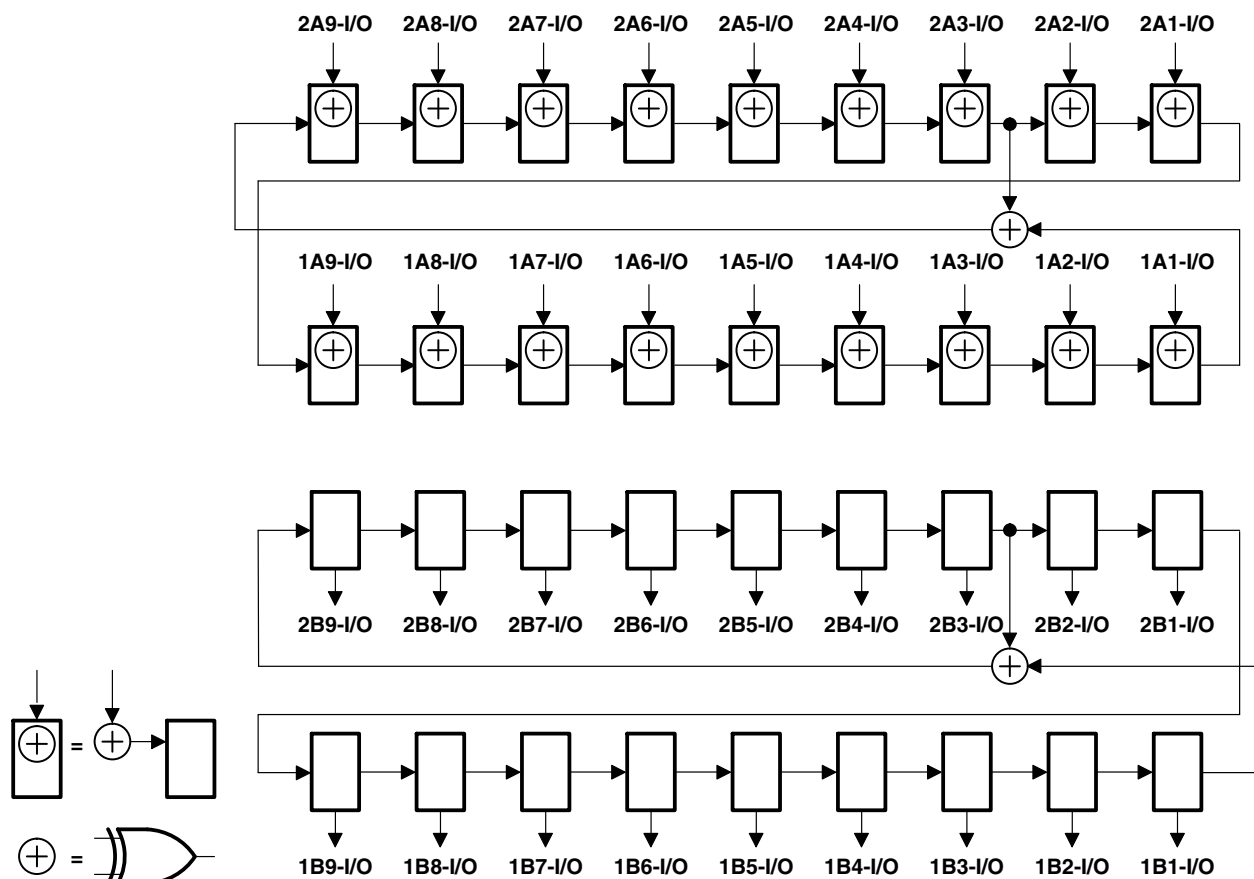 2A9-I/O 2A8-I/O 2A7-I/O 2A6-I/O 2A5-I/O 2A4-I/O 2A3-I/O 2A2-I/O 2A1-I/O
1A9-I/O 1A8-I/O 1A7-I/O 1A6-I/O 1A5-I/O 1A4-I/O 1A3-I/O 1A2-I/O 1A1-I/O
2B9-I/O 2B8-I/O 2B7-I/O 2B6-I/O 2B5-I/O 2B4-I/O 2B3-I/O 2B2-I/O 2B1-I/O
=
=
1B9-I/O 1B8-I/O 1B7-I/O 1B6-I/O 1B5-I/O 1B4-I/O 1B3-I/O 1B2-I/O 1B1-I/O